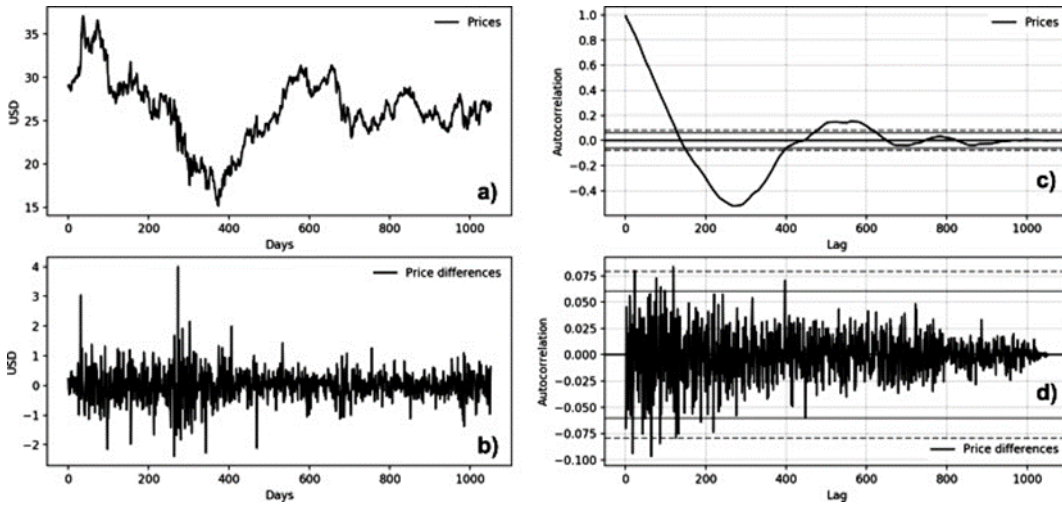 Prices
35
30
25
20
15
USD
0 200 400 600 800 1000
Days
a)
Prices
1.0
0.8
0.6
0.4
0.2
0.0
−0.2
−0.4
Autocorrelation
0 200 400 600 800 1000
Lag
c)
Price differences
4
3
2
1
0
−1
−2
USD
0 200 400 600 800 1000
Days
b)
0.075
0.050
0.025
0.000
−0.025
−0.050
−0.075
−0.100
Autocorrelation
d)
Price differences
0 200 400 600 800 1000
Lag